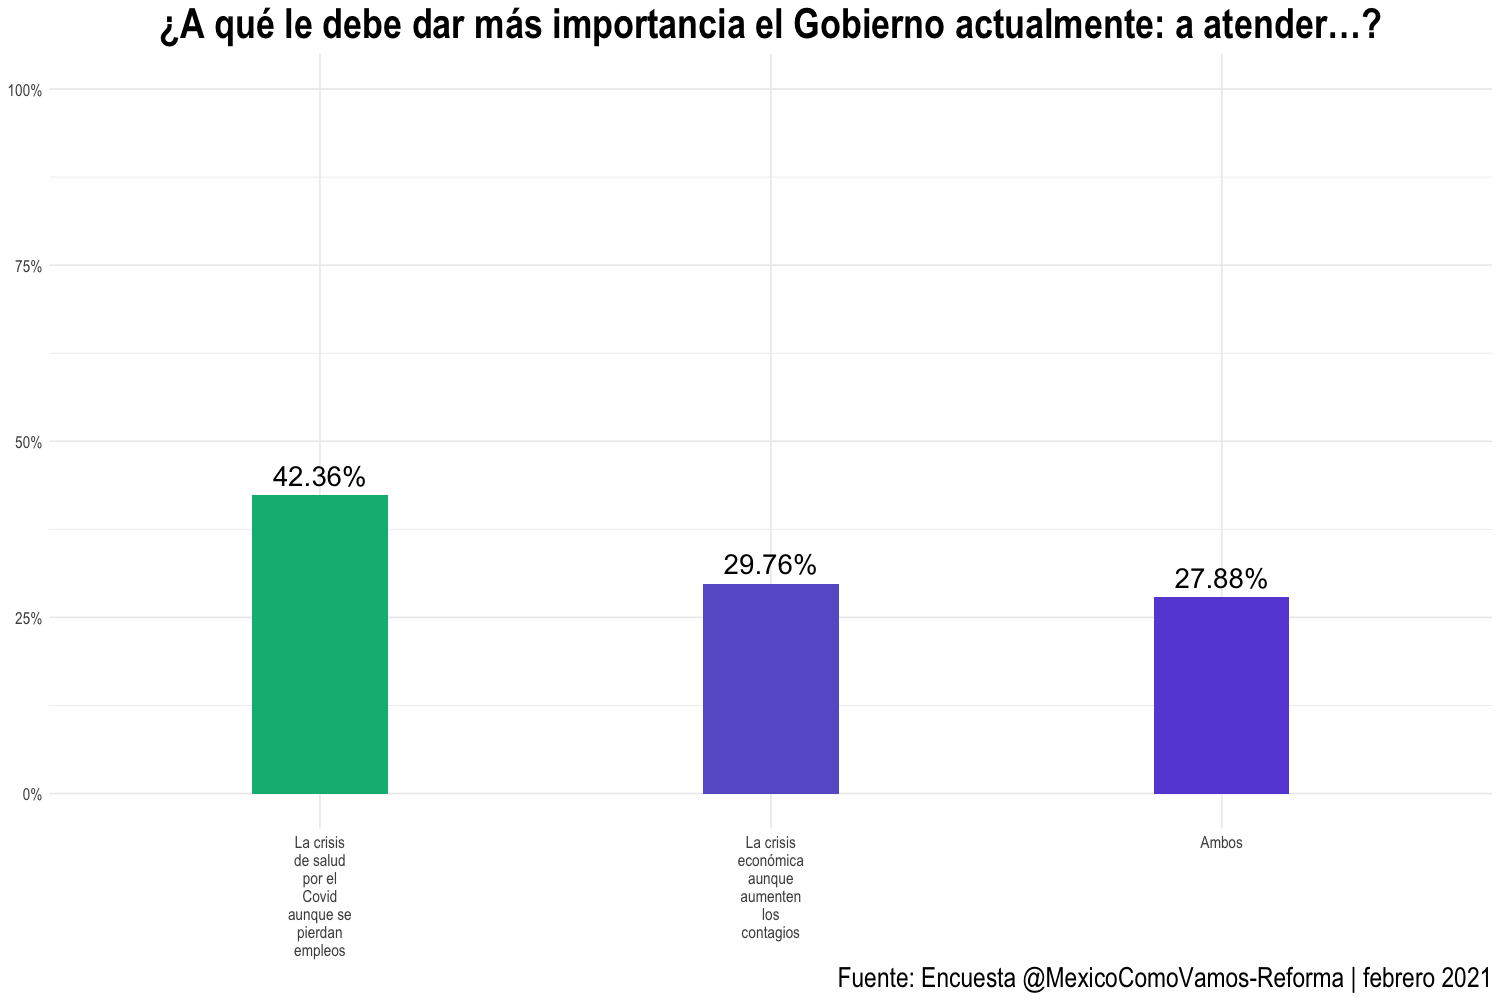 ¿A qué le debe dar más importancia el Gobierno actualmente: a atender…?
100%
75%
50%
25%
0%
42.36%
29.76%
27.88%
La crisis
de salud
por el
Covid
aunque se
pierdan
empleos
La crisis
económica
aunque
aumenten
los
contagios
Ambos
Fuente: Encuesta @MexicoComoVamos-Reforma | febrero 2021